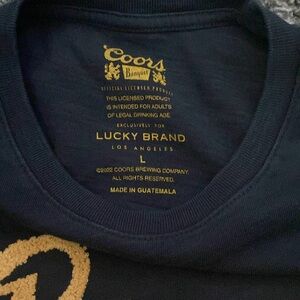 Coors
Banquet
OFFICIAL LICENSED PRODUCT
THIS LICENSED PRODUCT
IS INTENDED FOR ADULTS
OF LEGAL DRINKING AGE.
EXCLUSIVELY FOR
LUCKY BRAND
LOS ANGELES
L
©2022 COORS BREWING COMPANY.
ALL RIGHTS RESERVED.
MADE IN GUATEMALA